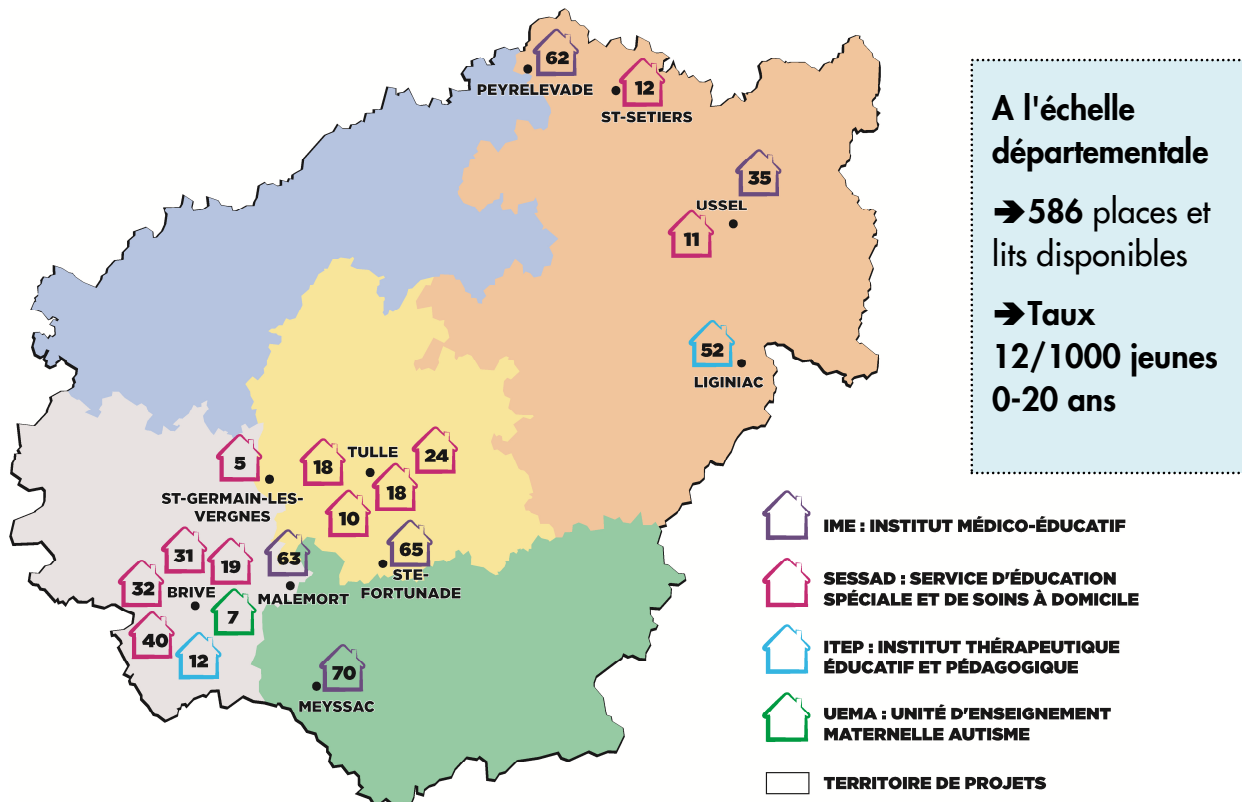 62
PEYRELEVADE
12
ST-SETIERS
35
USSEL
11
52
LIGINIAC
5
ST-GERMAIN-LES-
VERGNES
18
TULLE
24
18
10
65
STE-
FORTUNADE
63
MALEMORT
31
19
32
BRIVE
7
40
12
70
MEYSSAC
A l'échelle
départementale
➔586 places et
lits disponibles
➔Taux
12/1000 jeunes
0-20 ans
IME : INSTITUT MÉDICO-ÉDUCATIF
SESSAD : SERVICE D'ÉDUCATION
SPÉCIALE ET DE SOINS À DOMICILE
ITEP : INSTITUT THÉRAPEUTIQUE
ÉDUCATIF ET PÉDAGOGIQUE
UEMA : UNITÉ D'ENSEIGNEMENT
MATERNELLE AUTISME
TERRITOIRE DE PROJETS